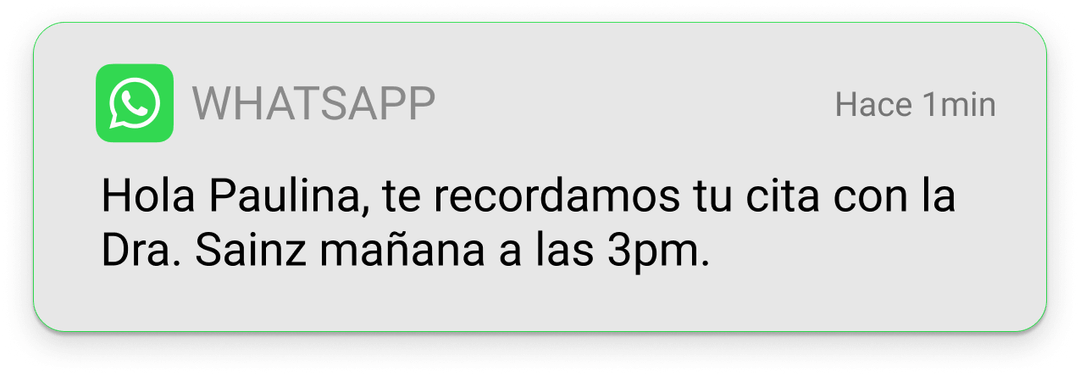 WHATSAPP
Hace 1min
Hola Paulina, te recordamos tu cita con la
Dra. Sainz mañana a las 3pm.